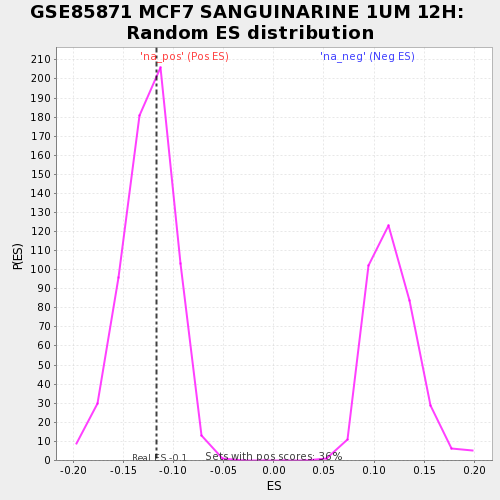 GSE85871 MCF7 SANGUINARINE 1UM 12H:
Random ES distribution
'na_pos' (Pos ES)
'na_neg' (Neg ES)
210
200
190
180
170
160
150
140
130
120
110
100
90
80
70
60
50
40
30
20
10
0
P(ES)
Real ES -0.1
Sets with pos scores: 36%
-0.20 -0.15 -0.10 -0.05 0.00 0.05 0.10 0.15 0.20
ES